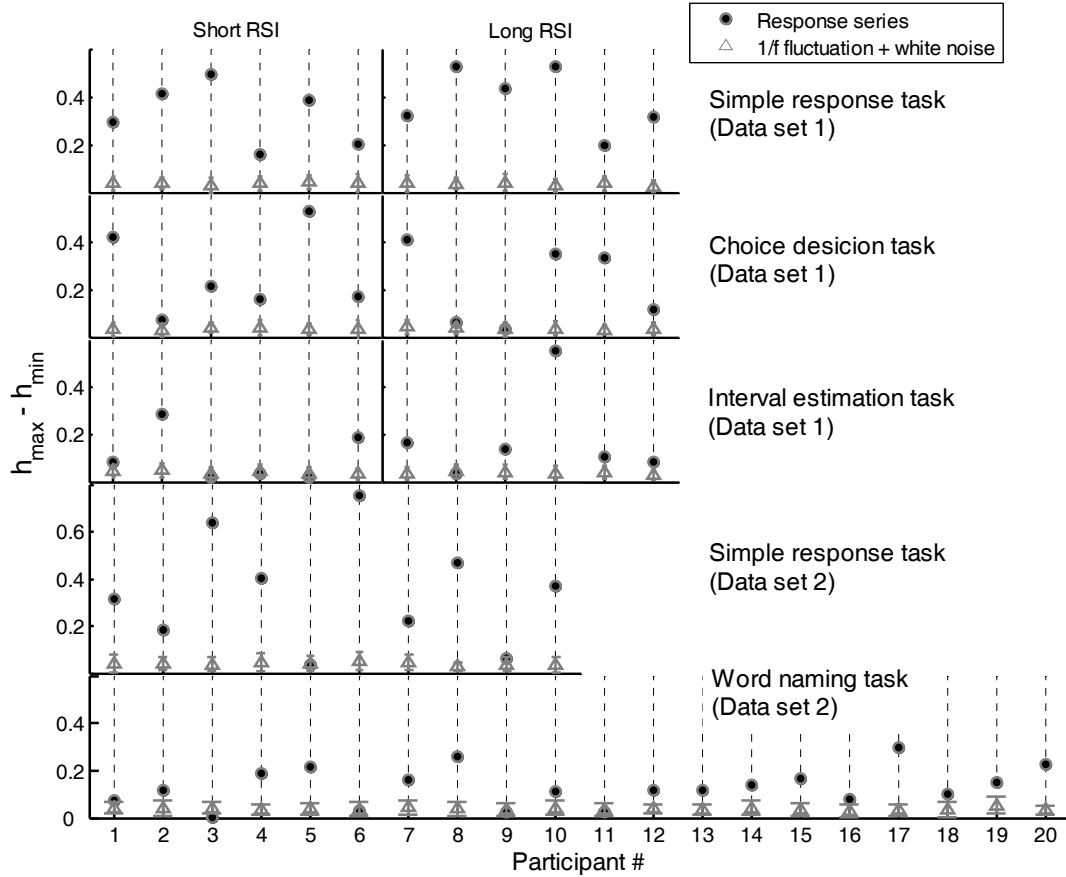 Short RSI
Long RSI
Response series
1/f fluctuation + white noise
0.4
0.2
Simple response task
(Data set 1)
0.4
0.2
Choice desicion task
(Data set 1)
0.4
0.2
Interval estimation task
(Data set 1)
h_max - h_min
0.6
0.4
0.2
Simple response task
(Data set 2)
0.4
0.2
0
Word naming task
(Data set 2)
1 2 3 4 5 6 7 8 9 10 11 12 13 14 15 16 17 18 19 20
Participant #